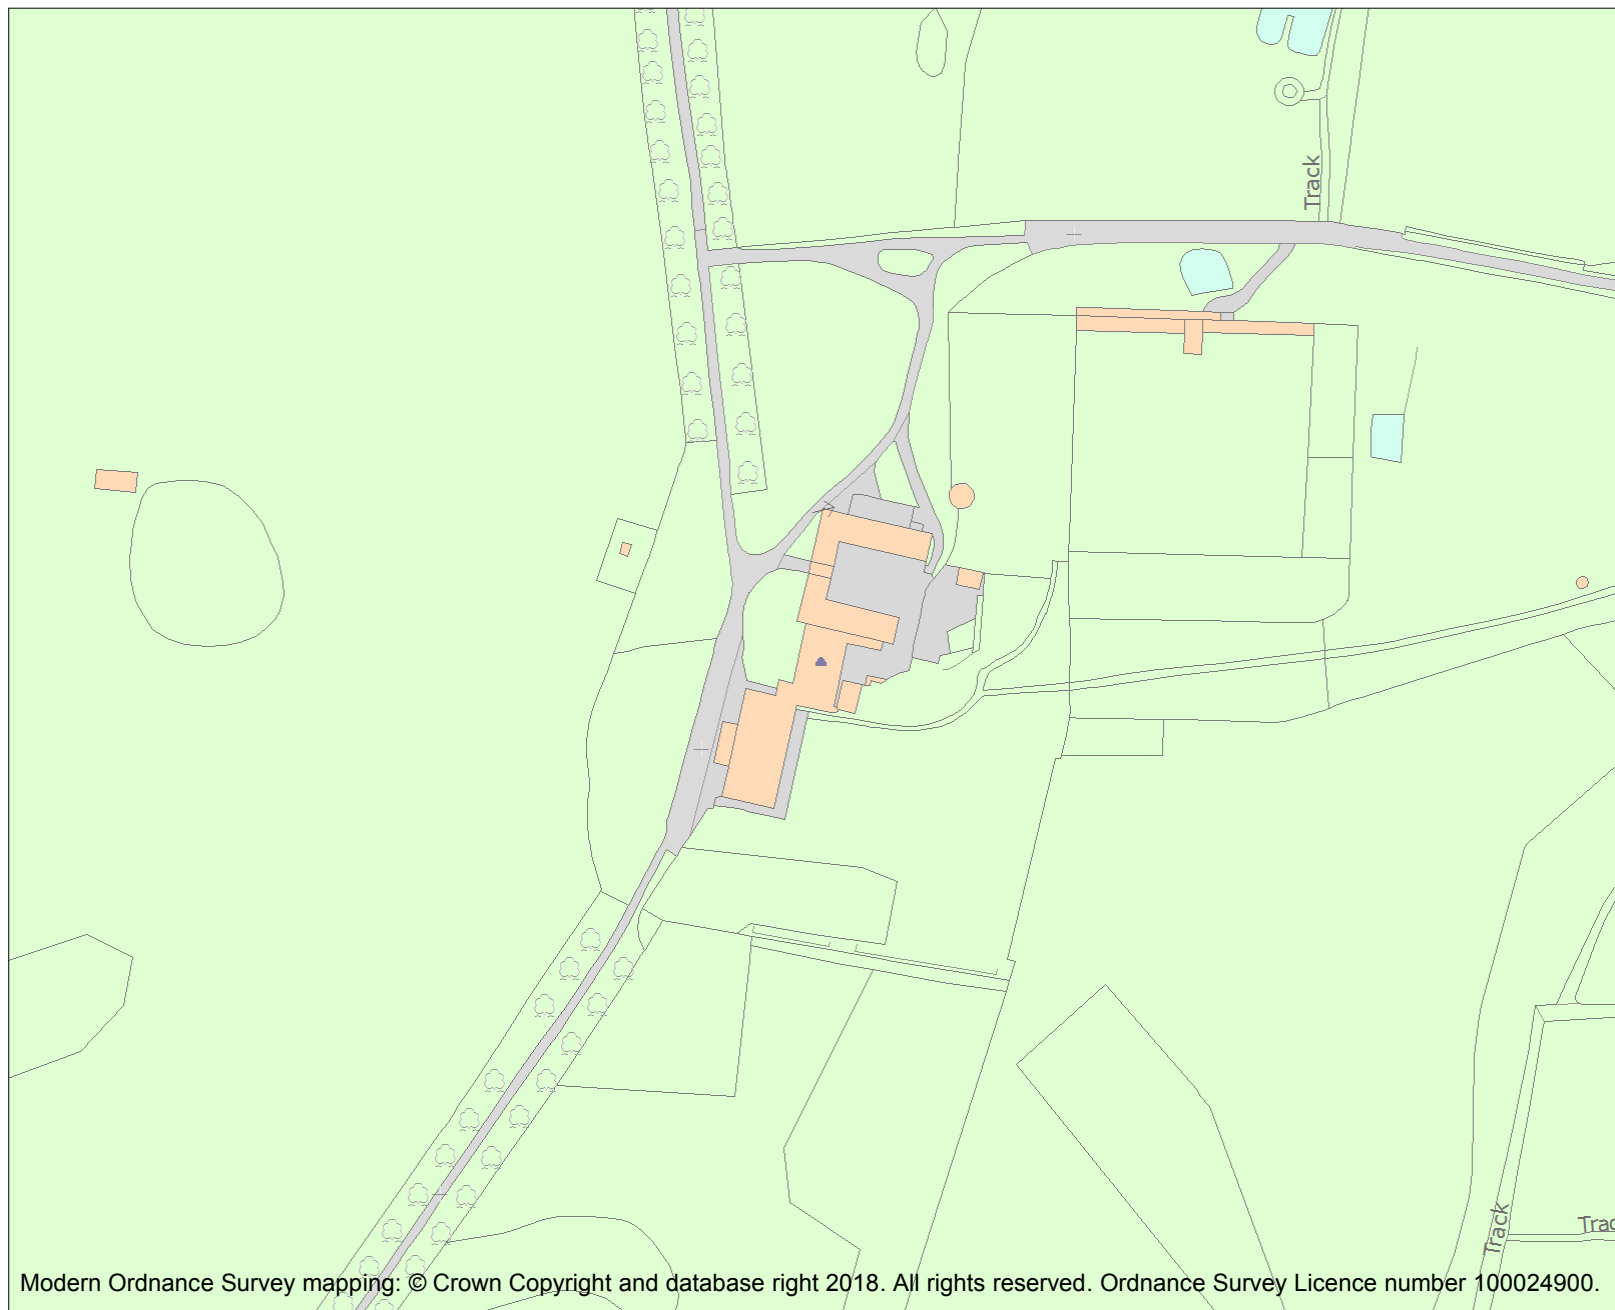 Track
Track
Trac
Modern Ordnance Survey mapping: © Crown Copyright and database right 2018. All rights reserved. Ordnance Survey Licence number 100024900.